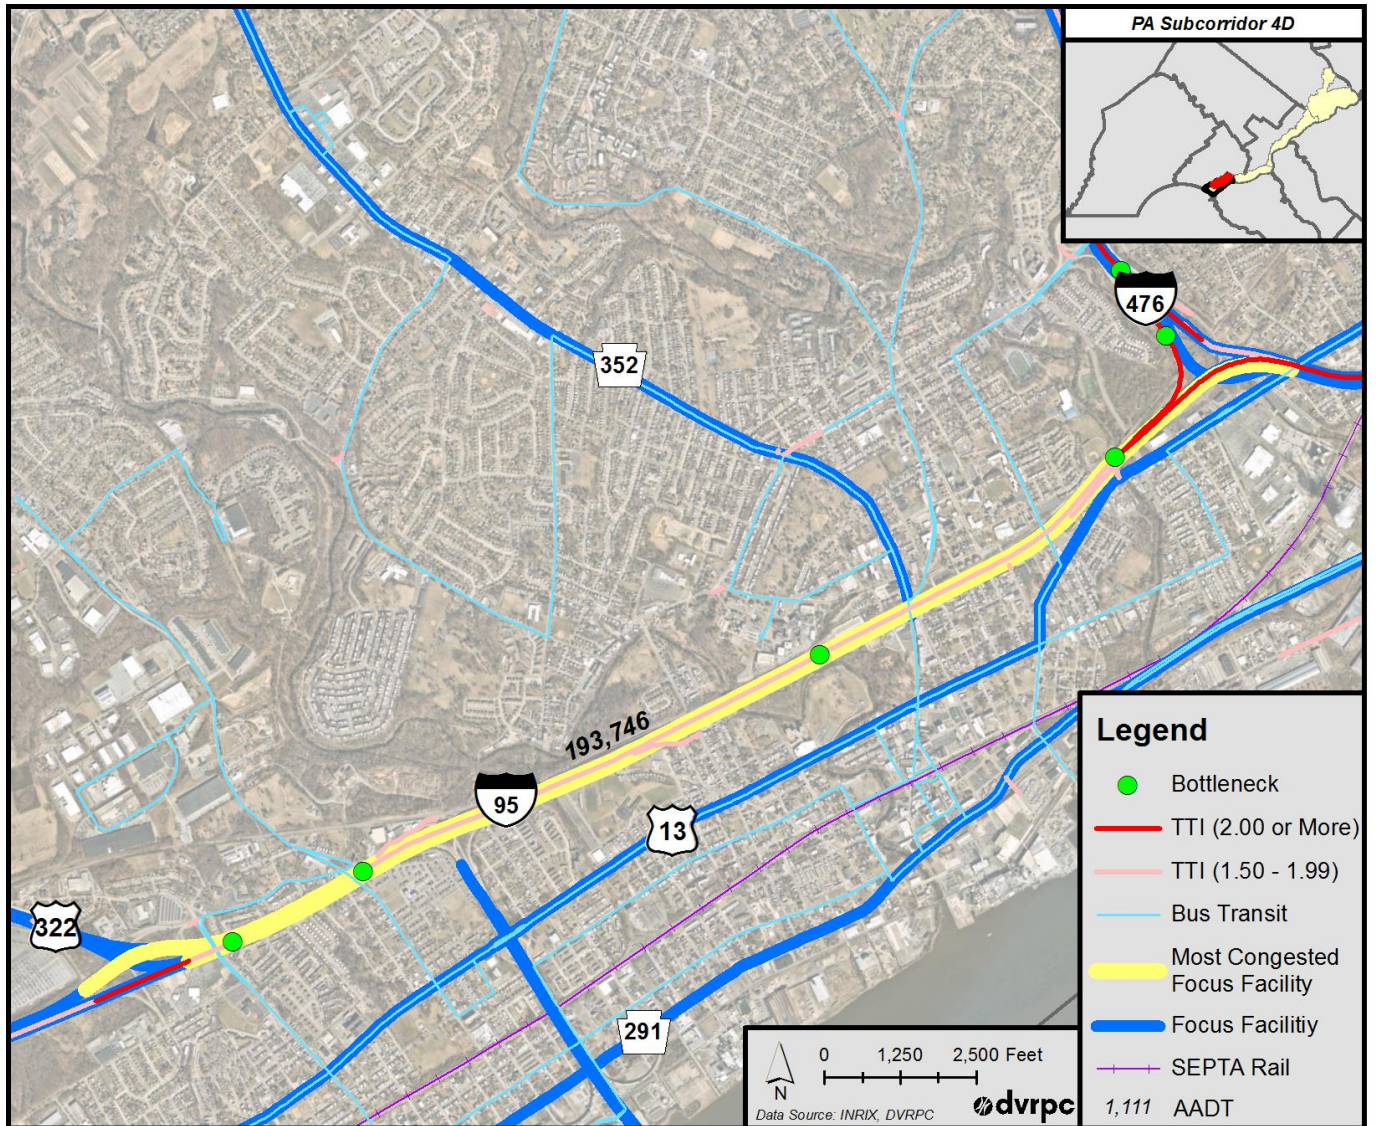 PA Subcorridor 4D
476
352
193,746
95
13
322
291
Legend
Bottleneck
TTI (2.00 or More)
TTI (1.50 - 1.99)
Bus Transit
Most Congested
Focus Facility
Focus Facilitiy
SEPTA Rail
1,111 AADT
0 1,250 2,500 Feet
N
Data Source: INRIX, DVRPC
dvrpc